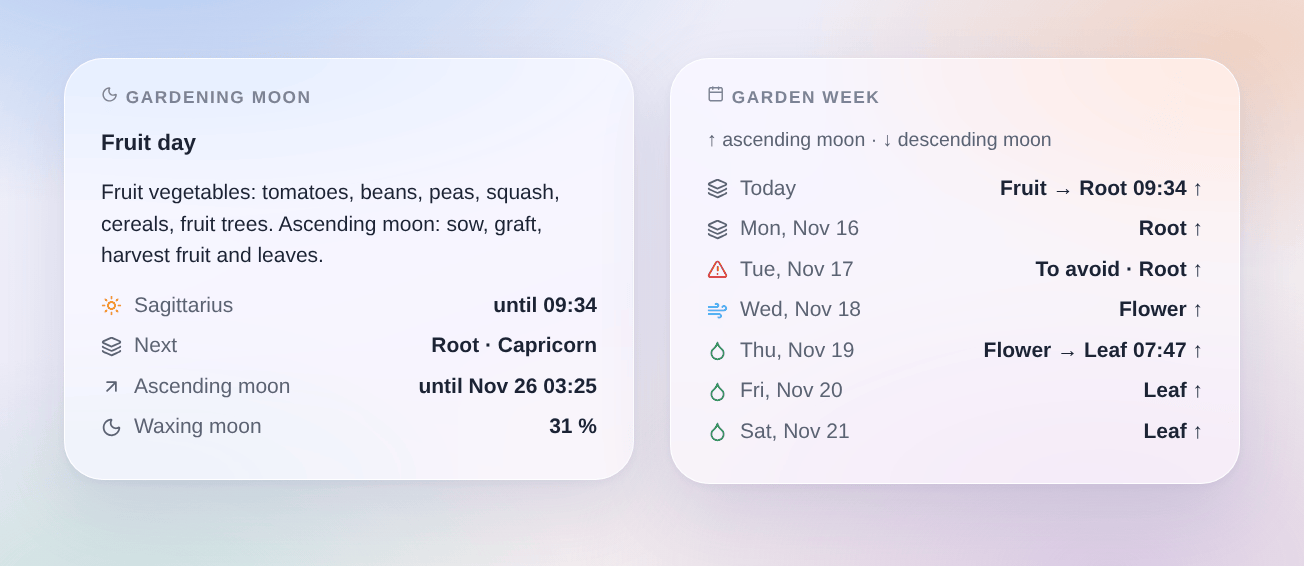 GARDENING MOON
Fruit day
Fruit vegetables: tomatoes, beans, peas, squash,
cereals, fruit trees. Ascending moon: sow, graft,
harvest fruit and leaves.
Sagittarius until 09:34
Next Root · Capricorn
Ascending moon until Nov 26 03:25
Waxing moon 31 %
GARDEN WEEK
↑ ascending moon · ↓ descending moon
Today Fruit → Root 09:34 ↑
Mon, Nov 16 Root ↑
Tue, Nov 17 To avoid · Root ↑
Wed, Nov 18 Flower ↑
Thu, Nov 19 Flower → Leaf 07:47 ↑
Fri, Nov 20 Leaf ↑
Sat, Nov 21 Leaf ↑